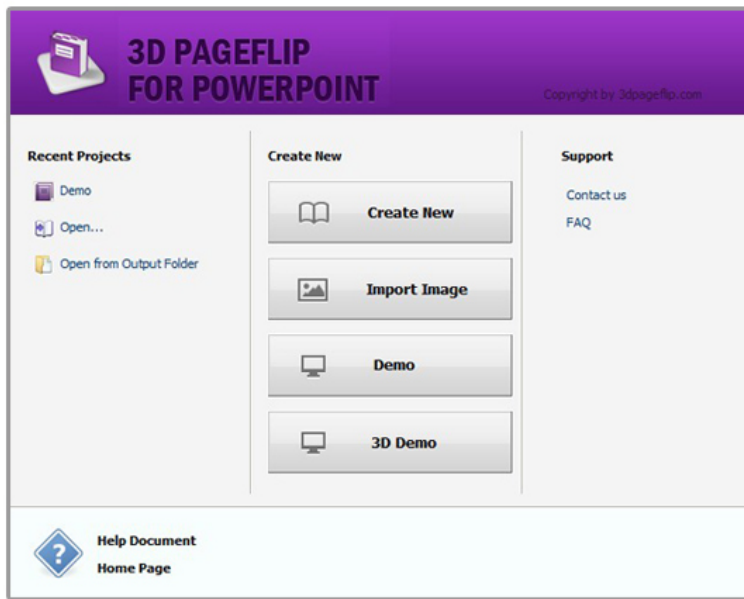 3D PAGEFLIP
FOR POWERPOINT
Copyright by 3dpageflip.com
Recent Projects
Demo
Open...
Open from Output Folder
Create New
Create New
Import Image
Demo
3D Demo
Support
Contact us
FAQ
Help Document
Home Page